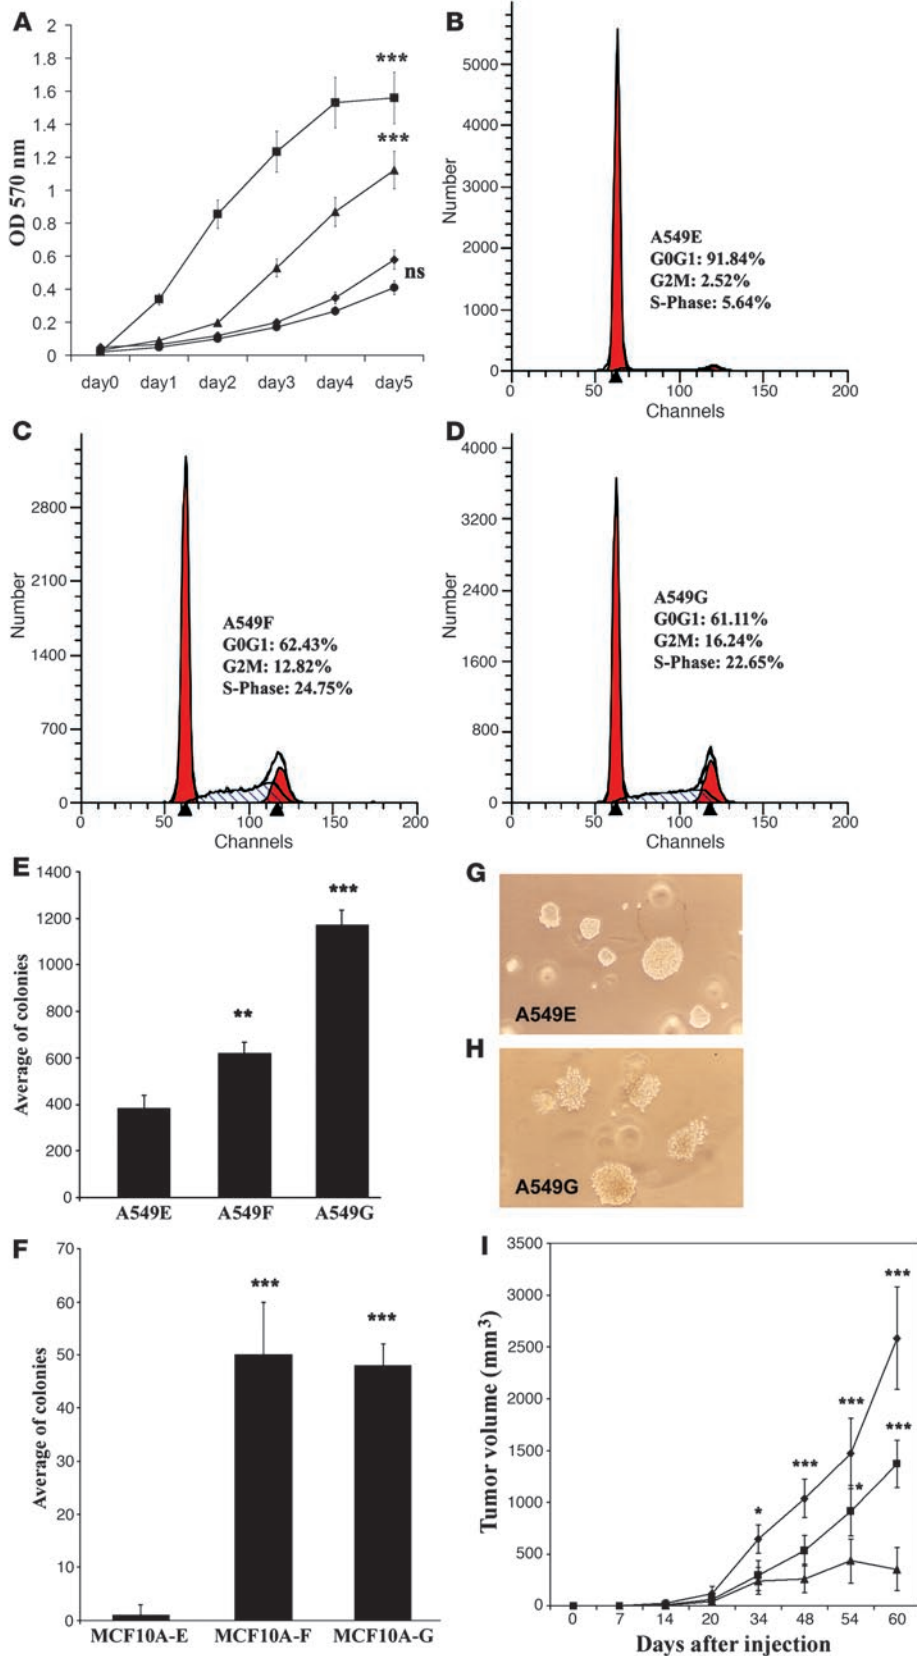 A
2
1.8
1.6
1.4
1.2
1
0.8
0.6
0.4
0.2
0
OD 570 nm
***
***
ns
day0 day1 day2 day3 day4 day5
B
5000
4000
3000
2000
1000
0
Number
A549E
G0G1: 91.84%
G2M: 2.52%
S-Phase: 5.64%
0 50 100 150 200
Channels
C
2800
2100
1400
700
0
Number
A549F
G0G1: 62.43%
G2M: 12.82%
S-Phase: 24.75%
0 50 100 150 200
Channels
D
4000
3200
2400
1600
800
0
Number
A549G
G0G1: 61.11%
G2M: 16.24%
S-Phase: 22.65%
0 50 100 150 200
Channels
E
1400
1200
1000
800
600
400
200
0
Average of colonies
**
***
A549E A549F A549G
G
A549E
H
A549G
F
70
60
50
40
30
20
10
0
Average of colonies
***
***
MCF10A-E MCF10A-F MCF10A-G
I
3500
3000
2500
2000
1500
1000
500
0
Tumor volume (mm³)
*
***
***
*
***
***
0 7 14 20 34 48 54 60
Days after injection